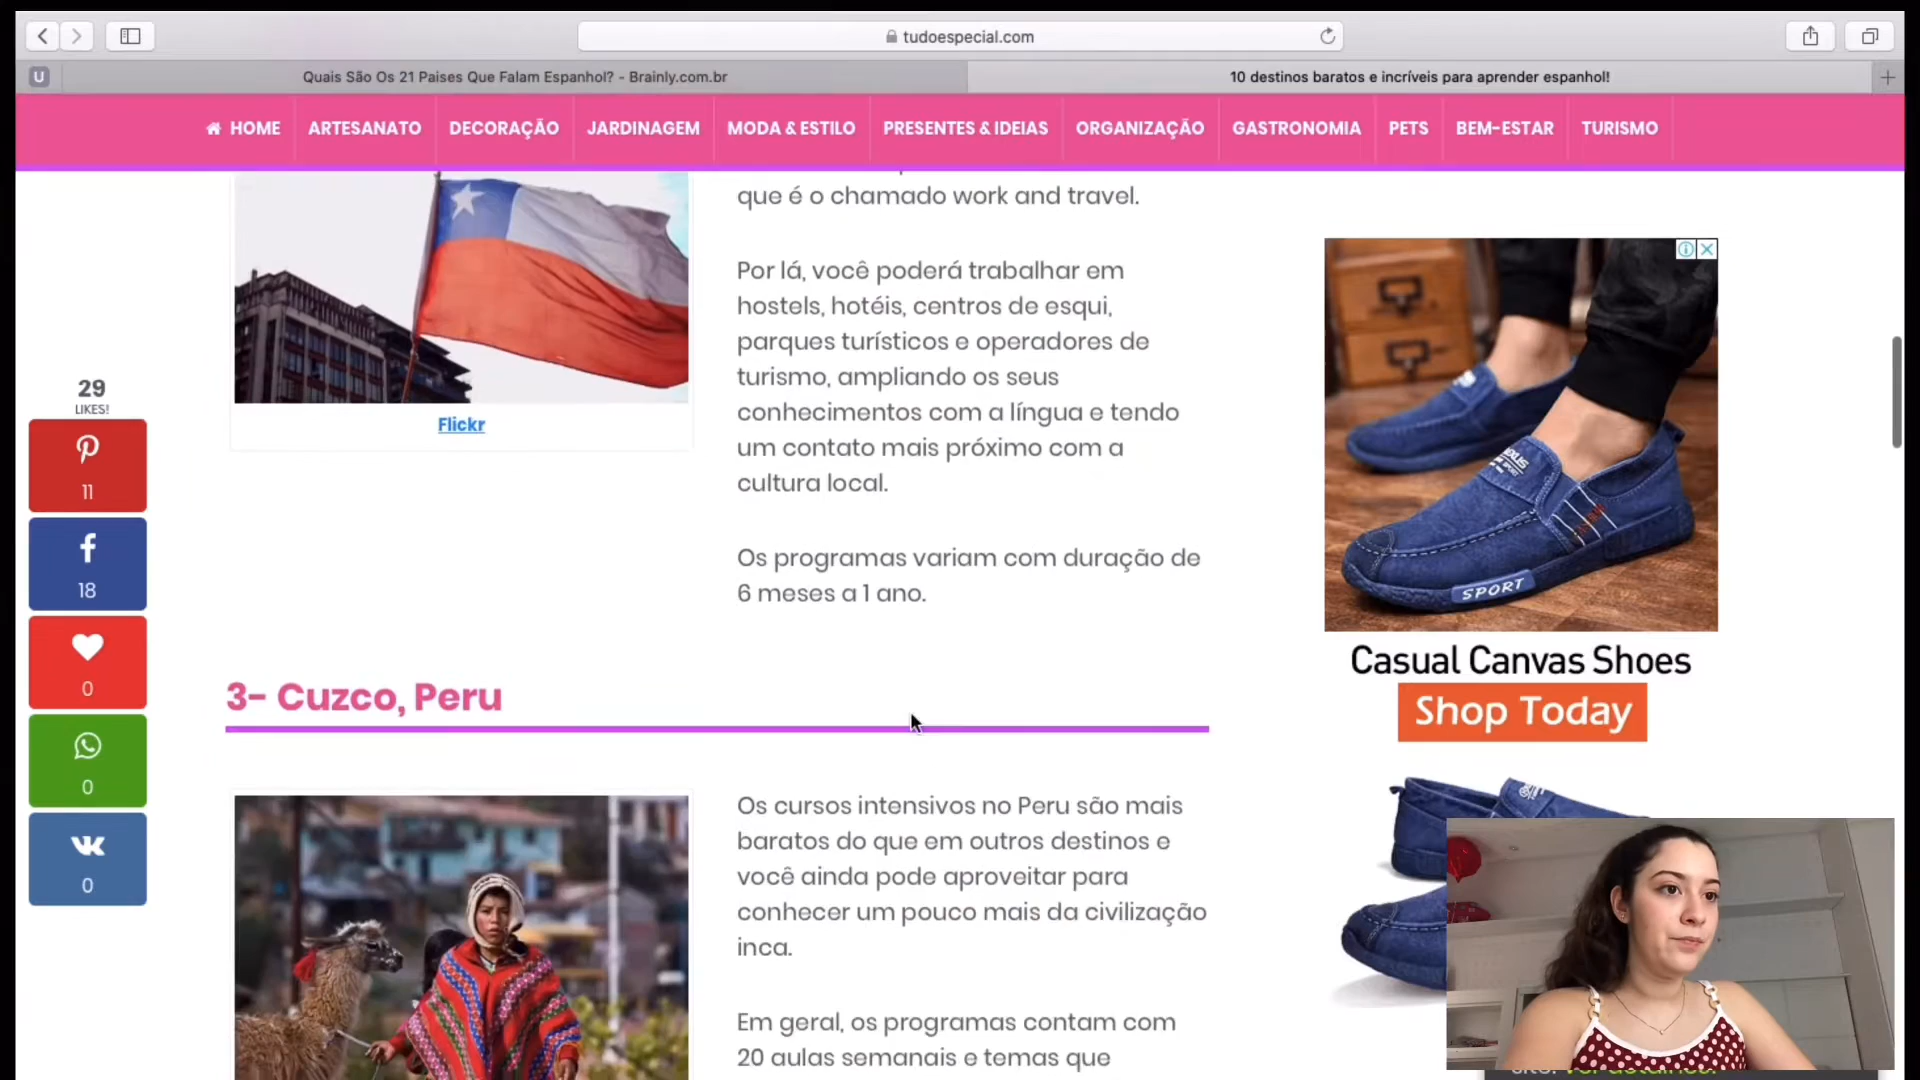 tudoespecial.com
U
Quais São Os 21 Paises Que Falam Espanhol? - Brainly.com.br
10 destinos baratos e incríveis para aprender espanhol!
HOME
ARTESANATO
DECORAÇÃO
JARDINAGEM
MODA & ESTILO
PRESENTES & IDEIAS
ORGANIZAÇÃO
GASTRONOMIA
PETS
BEM-ESTAR
TURISMO
que é o chamado work and travel.
Por lá, você poderá trabalhar em
hostels, hotéis, centros de esqui,
parques turísticos e operadores de
turismo, ampliando os seus
conhecimentos com a língua e tendo
um contato mais próximo com a
cultura local.
Os programas variam com duração de
6 meses a 1 ano.
Flickr
29
LIKES!
11
18
0
0
0
3- Cuzco, Peru
Os cursos intensivos no Peru são mais
baratos do que em outros destinos e
você ainda pode aproveitar para
conhecer um pouco mais da civilização
inca.
Em geral, os programas contam com
20 aulas semanais e temas que
SPORT
Casual Canvas Shoes
Shop Today